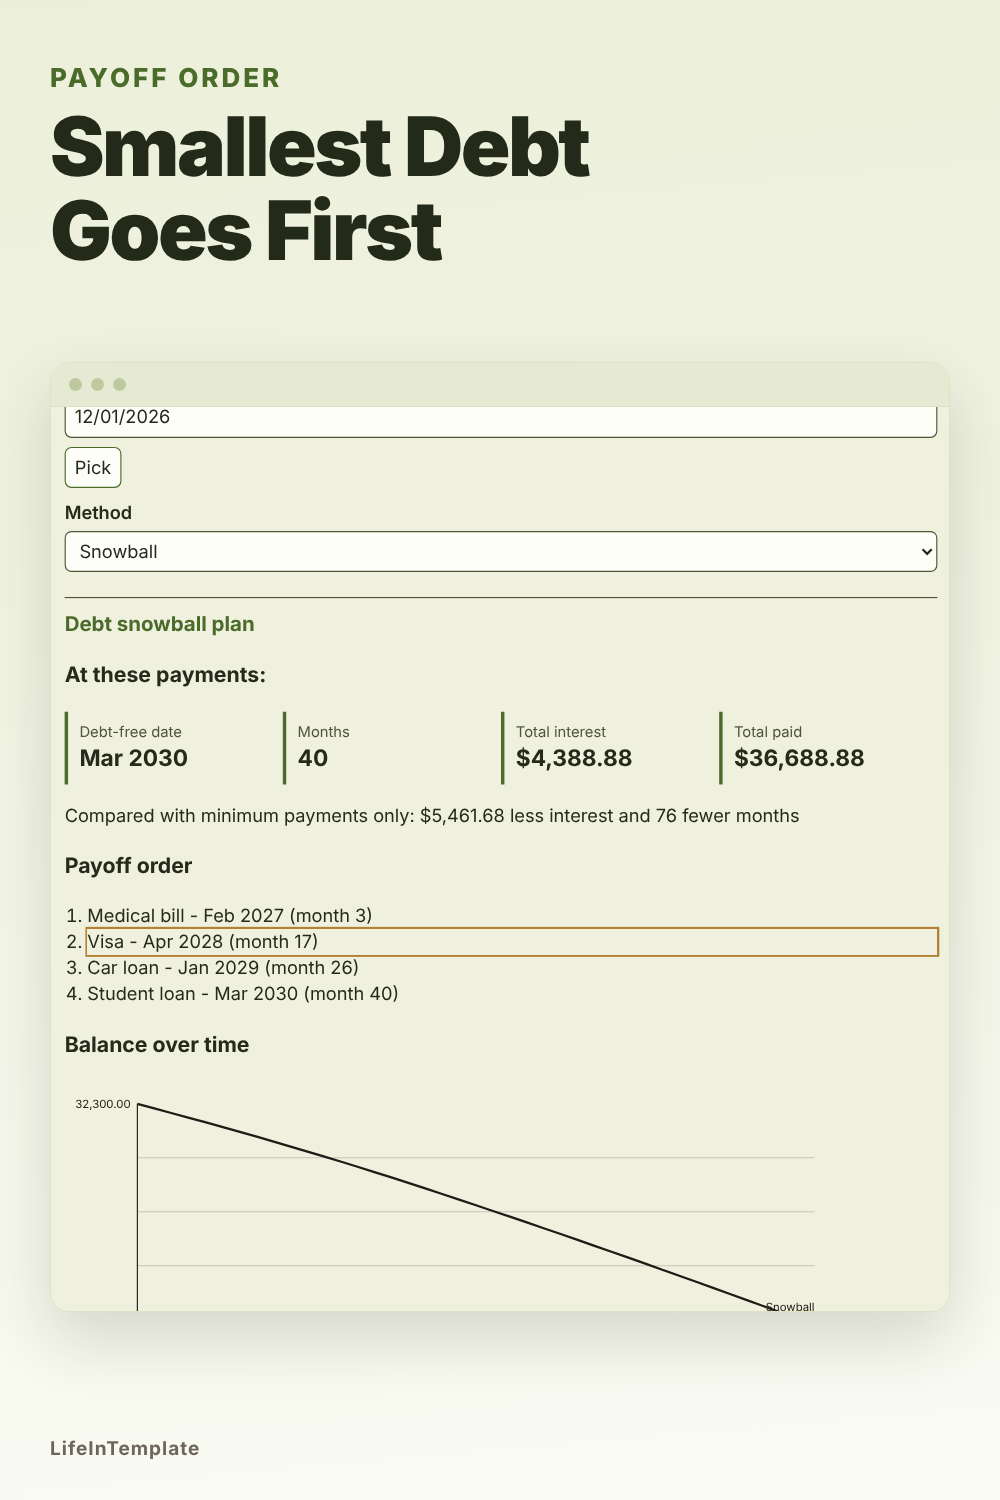 PAYOFF ORDER
Smallest Debt
Goes First
12/01/2026
Pick
Method
Snowball
Debt snowball plan
At these payments:
Debt-free date
Mar 2030
Months
40
Total interest
$4,388.88
Total paid
$36,688.88
Compared with minimum payments only: $5,461.68 less interest and 76 fewer months
Payoff order
1. Medical bill - Feb 2027 (month 3)
2. Visa - Apr 2028 (month 17)
3. Car loan - Jan 2029 (month 26)
4. Student loan - Mar 2030 (month 40)
Balance over time
32,300.00
Snowball
LifeInTemplate